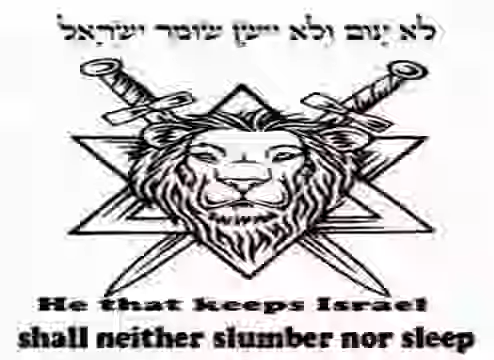 לא ינום ולא יישן שומר ישראל
He that keeps Israel
shall neither slumber nor sleep